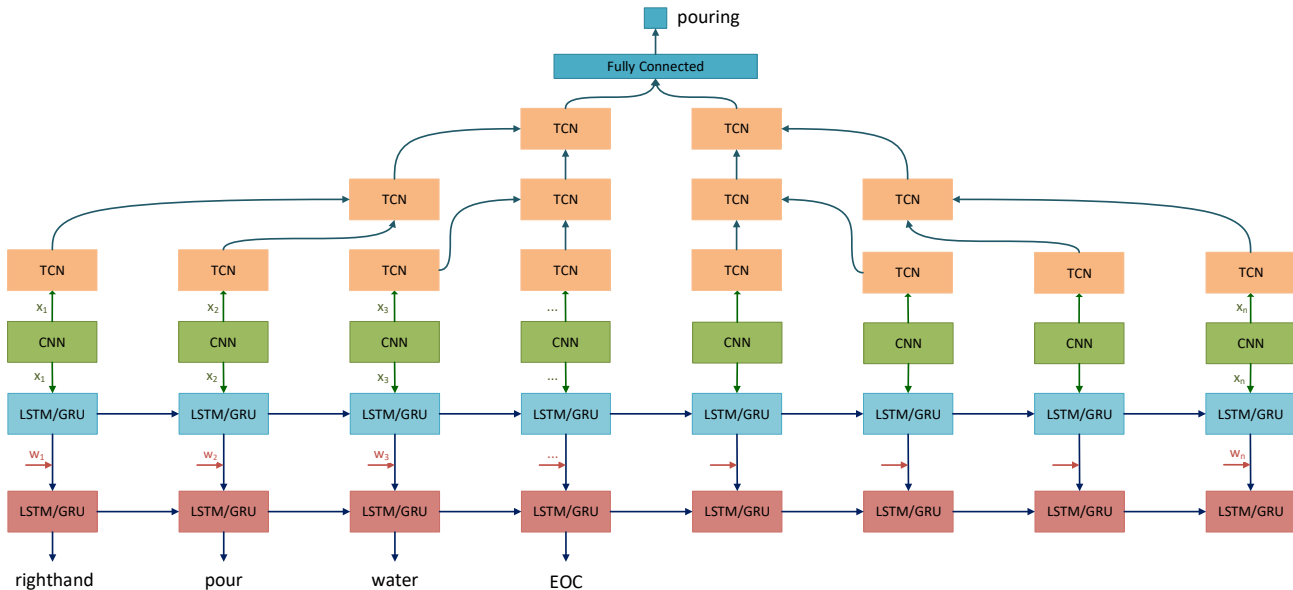 pouring
Fully Connected
TCN TCN
TCN TCN TCN TCN
TCN TCN TCN TCN TCN TCN TCN TCN
x1 x2 x3 ... xn
CNN CNN CNN CNN CNN CNN CNN CNN
x1 x2 x3 ... xn
LSTM/GRU LSTM/GRU LSTM/GRU LSTM/GRU LSTM/GRU LSTM/GRU LSTM/GRU LSTM/GRU
w1 w2 w3 ... wn
LSTM/GRU LSTM/GRU LSTM/GRU LSTM/GRU LSTM/GRU LSTM/GRU LSTM/GRU LSTM/GRU
righthand pour water EOC